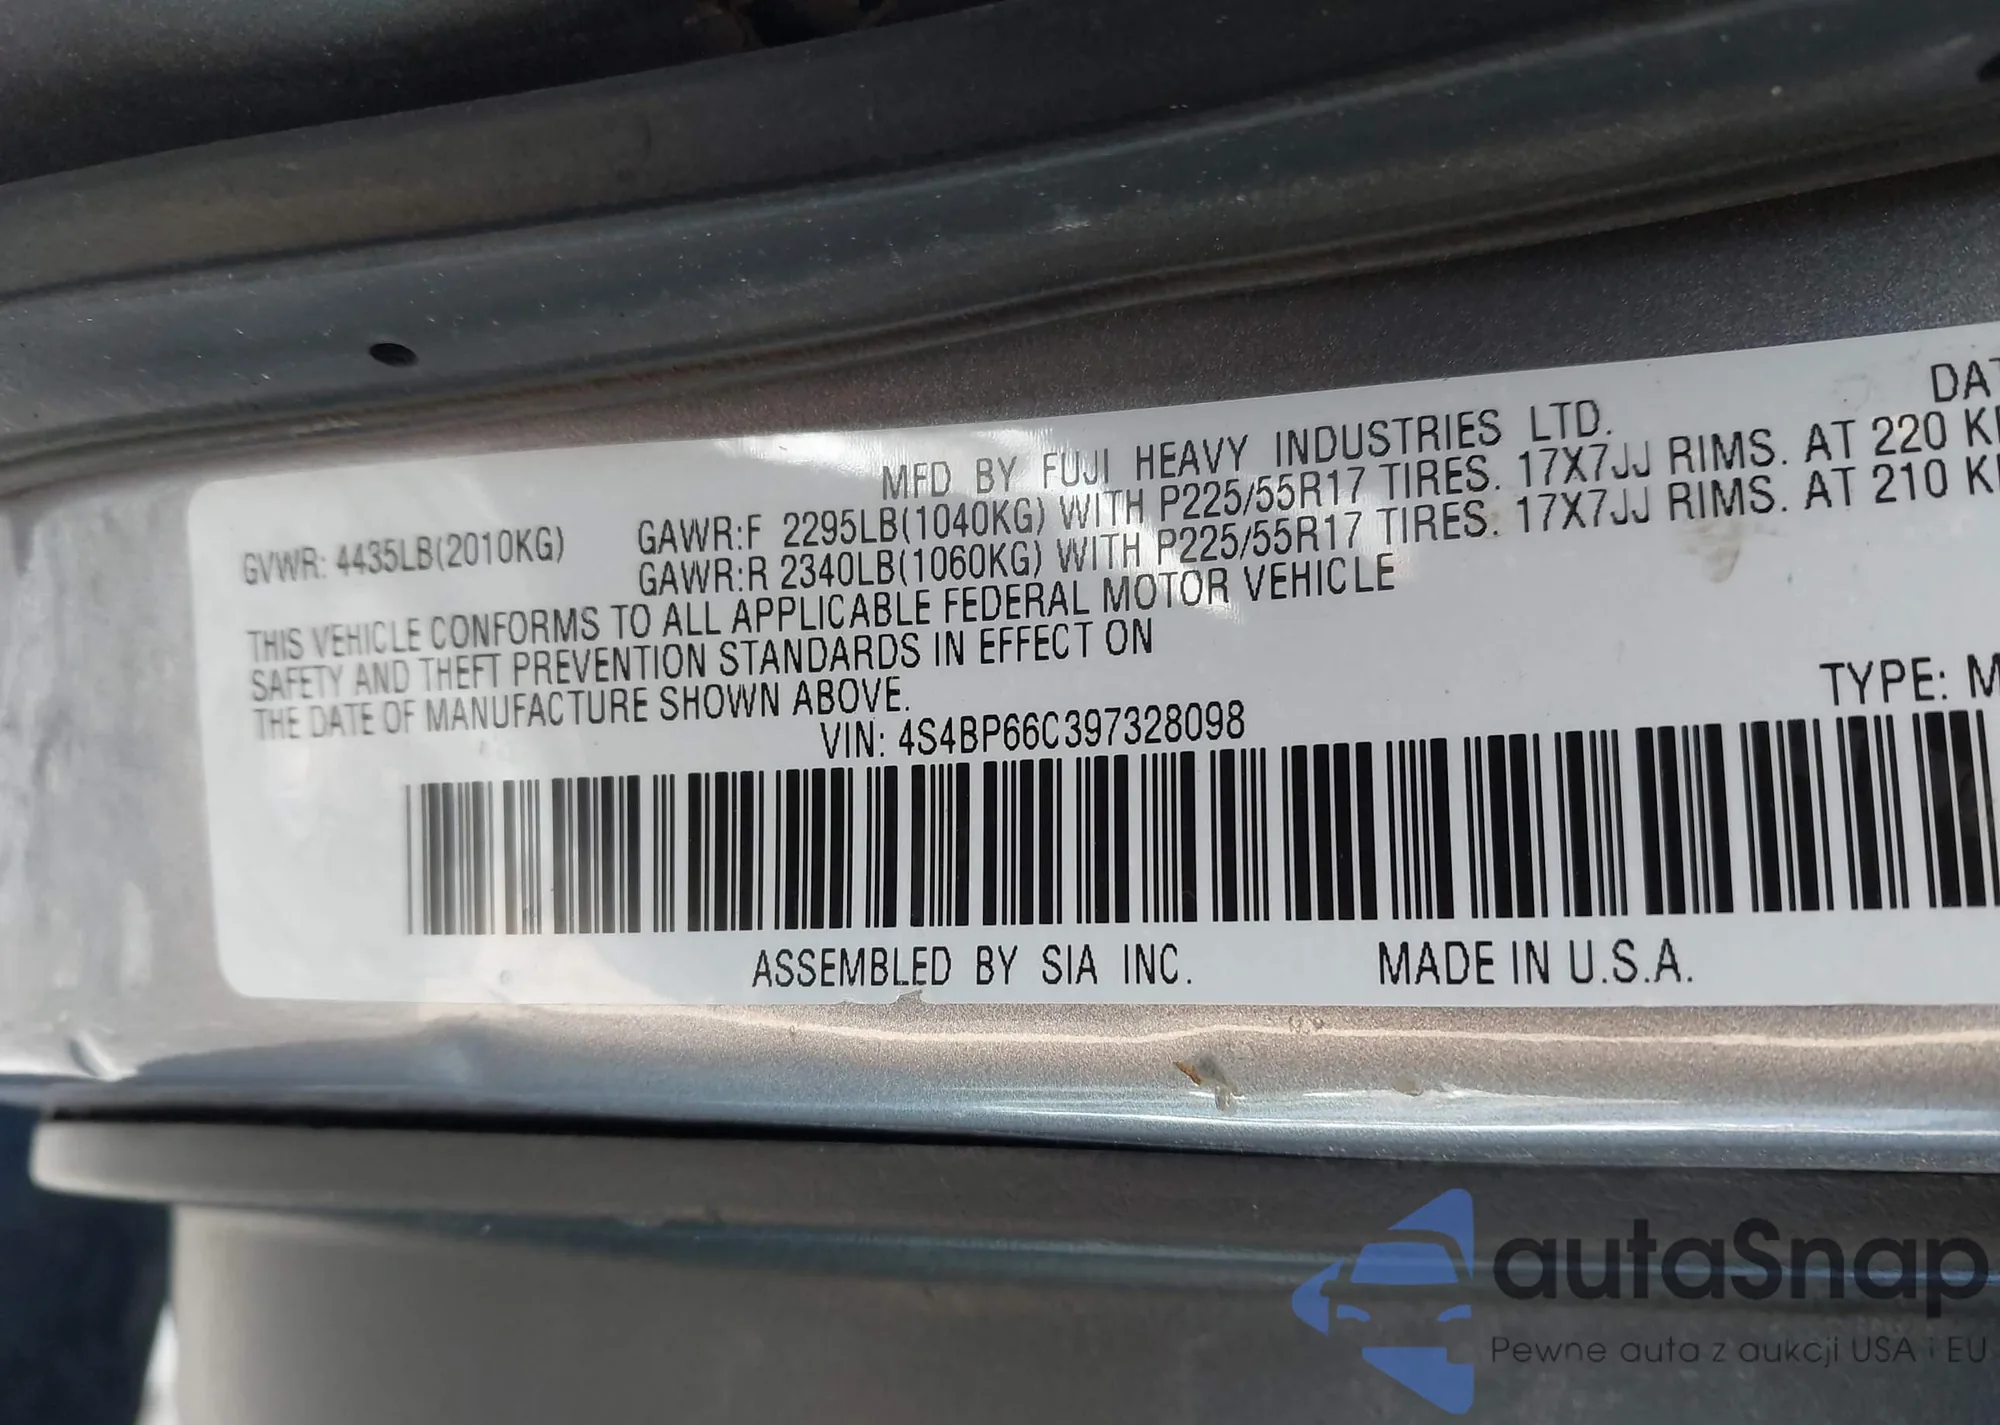 DAT
MFD BY FUJI HEAVY INDUSTRIES LTD.
GVWR: 4435LB(2010KG) GAWR:F 2295LB(1040KG) WITH P225/55R17 TIRES. 17X7JJ RIMS. AT 220 K
GAWR:R 2340LB(1060KG) WITH P225/55R17 TIRES. 17X7JJ RIMS. AT 210 K
THIS VEHICLE CONFORMS TO ALL APPLICABLE FEDERAL MOTOR VEHICLE
SAFETY AND THEFT PREVENTION STANDARDS IN EFFECT ON
THE DATE OF MANUFACTURE SHOWN ABOVE.
VIN: 4S4BP66C397328098
TYPE: M
ASSEMBLED BY SIA INC. MADE IN U.S.A.
autaSnap
Pewne auta z aukcji USA i EU